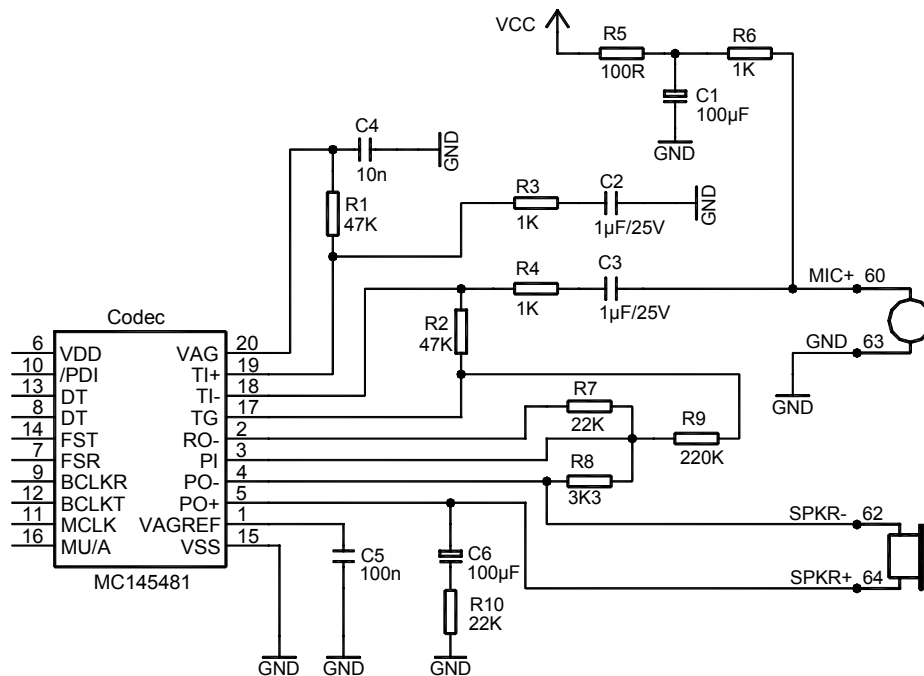 VCC
R5
100R
R6
1K
C1
100µF
GND
C4
10n
GND
R1
47K
R3
1K
C2
1µF/25V
GND
R4
1K
C3
1µF/25V
MIC+ 60
R2
47K
GND 63
GND
Codec
6 VDD VAG 20
10 /PDI TI+ 19
13 DT TI- 18
8 DT TG 17
14 FST RO- 2
7 FSR PI 3
9 BCLKR PO- 4
12 BCLKT PO+ 5
11 MCLK VAGREF 1
16 MU/A VSS 15
MC145481
R7
22K
R9
220K
R8
3K3
SPKR- 62
C5
100n
C6
100µF
SPKR+ 64
R10
22K
GND
GND
GND